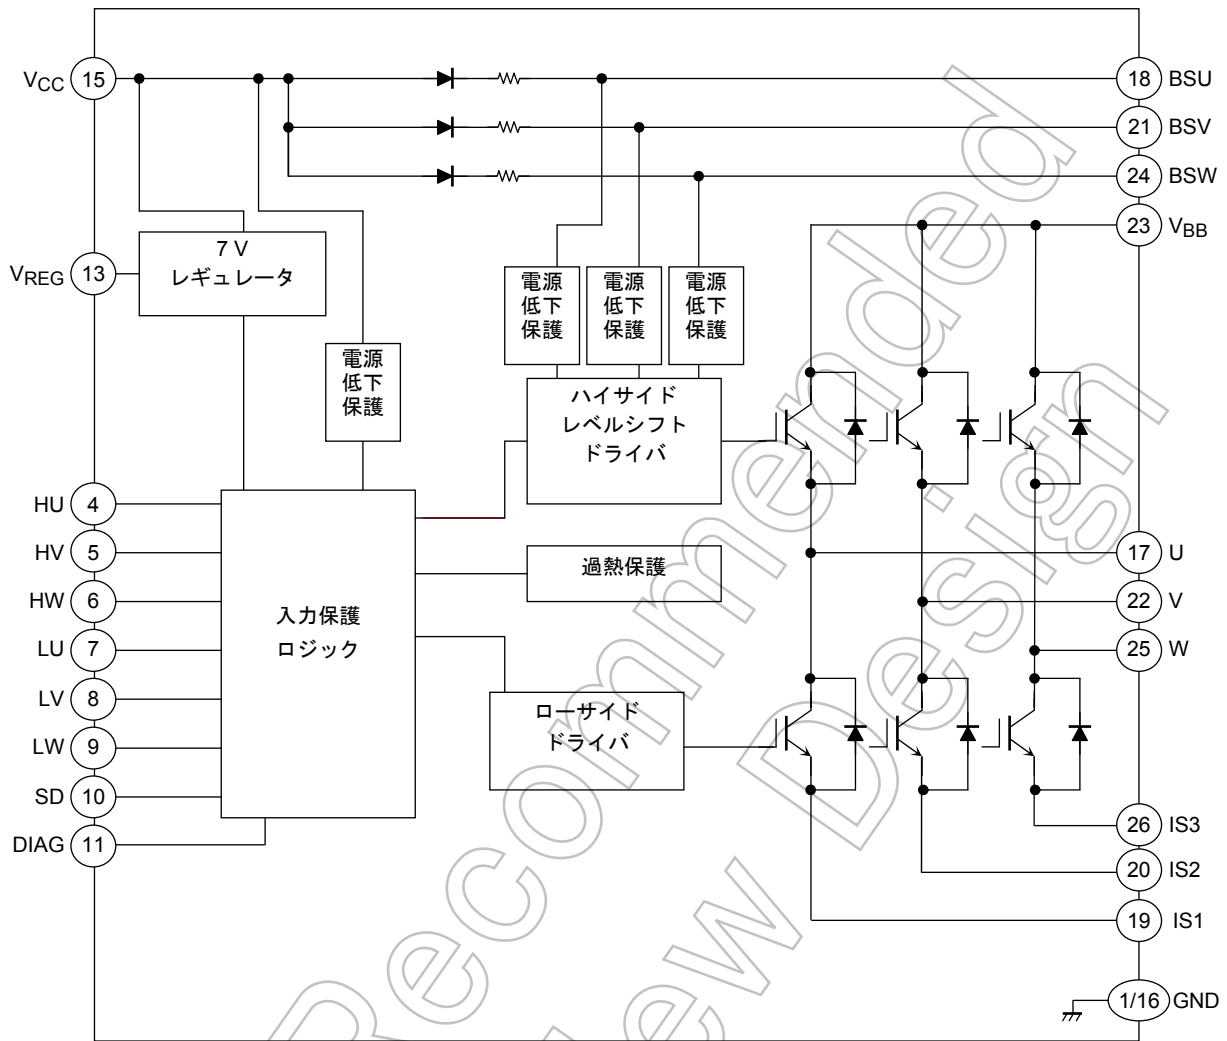 VCC 15
18 BSU
21 BSV
24 BSW
23 VBB
7 V
レギュレータ
VREG 13
電源
低下
保護
電源
低下
保護
電源
低下
保護
電源
低下
保護
ハイサイド
レベルシフト
ドライバ
HU 4
HV 5
HW 6
LU 7
LV 8
LW 9
SD 10
DIAG 11
入力保護
ロジック
過熱保護
ローサイド
ドライバ
17 U
22 V
25 W
26 IS3
20 IS2
19 IS1
1/16 GND
Recommended
ew Design